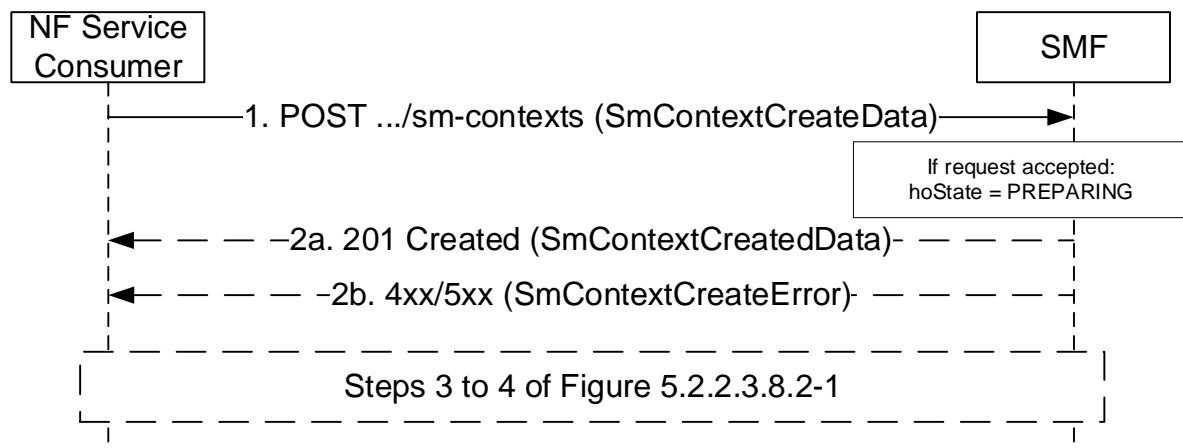 NF Service
Consumer
SMF
1. POST .../sm-contexts (SmContextCreateData)
If request accepted:
hoState = PREPARING
2a. 201 Created (SmContextCreatedData)
2b. 4xx/5xx (SmContextCreateError)
Steps 3 to 4 of Figure 5.2.2.3.8.2-1